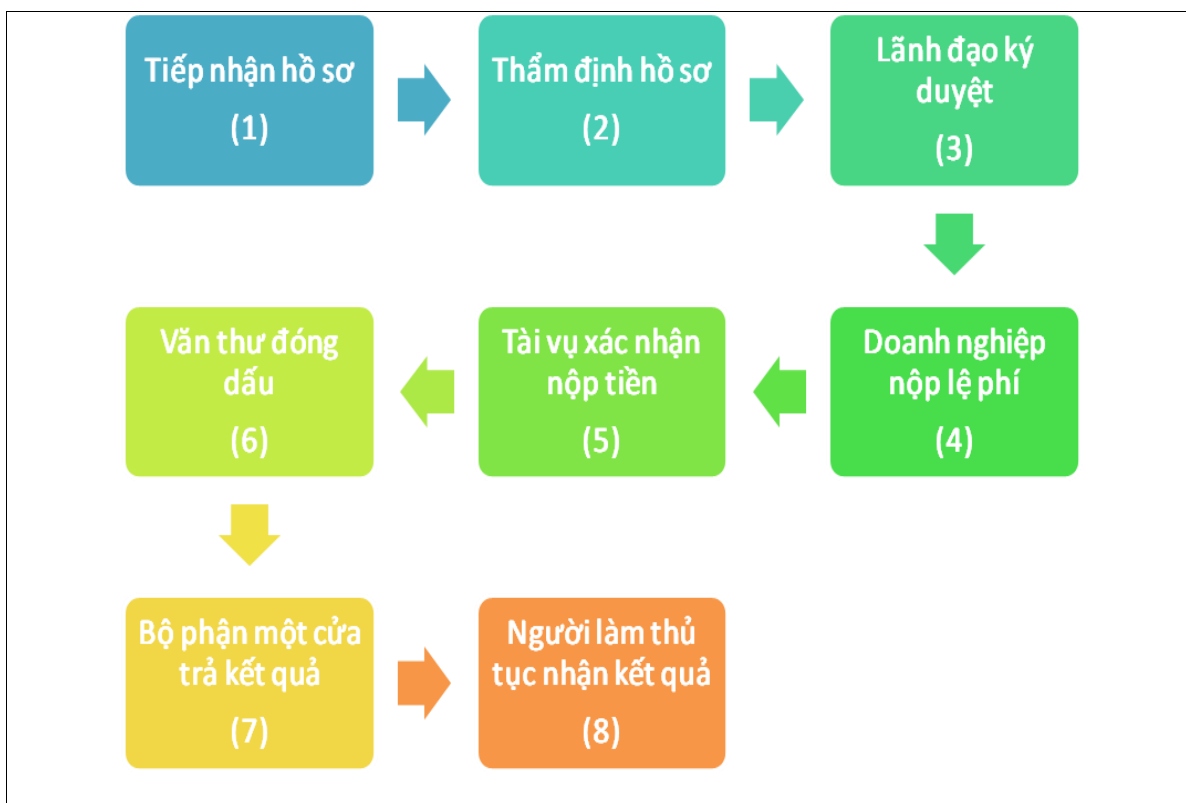 Tiếp nhận hồ sơ
(1)
Thẩm định hồ sơ
(2)
Lãnh đạo ký
duyệt
(3)
Doanh nghiệp
nộp lệ phí
(4)
Tài vụ xác nhận
nộp tiền
(5)
Văn thư đóng
dấu
(6)
Bộ phận một cửa
trả kết quả
(7)
Người làm thủ
tục nhận kết quả
(8)